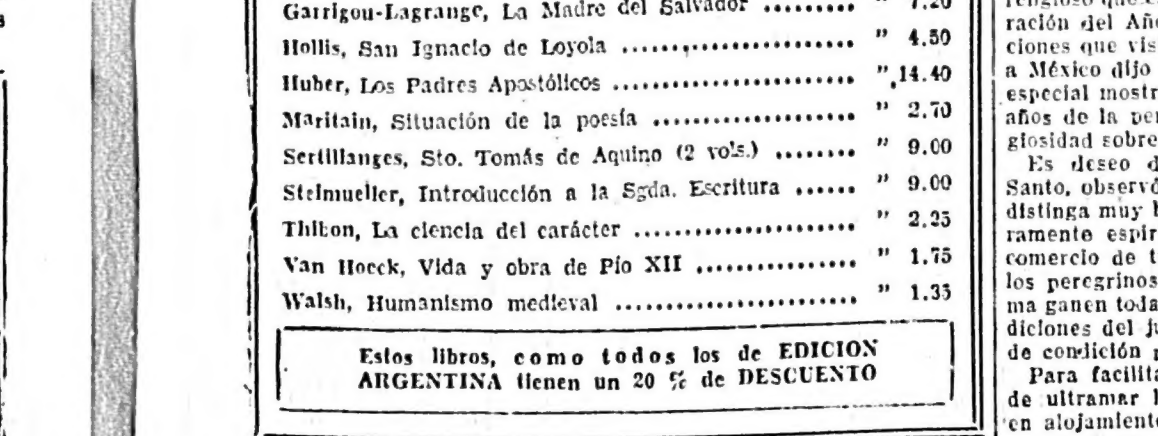 Garrigou-Lagrange, La Madre del Salvador ......... " 7.20
Hollis, San Ignacio de Loyola ....................... " 4.50
Huber, Los Padres Apostólicos ..................... " 14.40
Maritain, Situación de la poesía .................... " 2.70
Sertillanges, Sto. Tomás de Aquino (2 vols.) ........ " 9.00
Steimueller, Introducción a la Sgda. Escritura ...... " 9.00
Thibon, La ciencia del carácter ...................... " 2.25
Van Hoeck, Vida y obra de Pío XII ................ " 1.75
Walsh, Humanismo medieval ........................ " 1.35
Estos libros, como todos los de EDICION
ARGENTINA tienen un 20 % de DESCUENTO
ración del Añ
ciones que vis
a México dijo
especial mostr
años de la
giosidad sobre
Es deseo d
Santo, observó
distinga muy
ramente espir
comercio de t
los peregrinos
ma ganen toda
diciones del
de condición
Para facilita
de ultramar
en alojamient